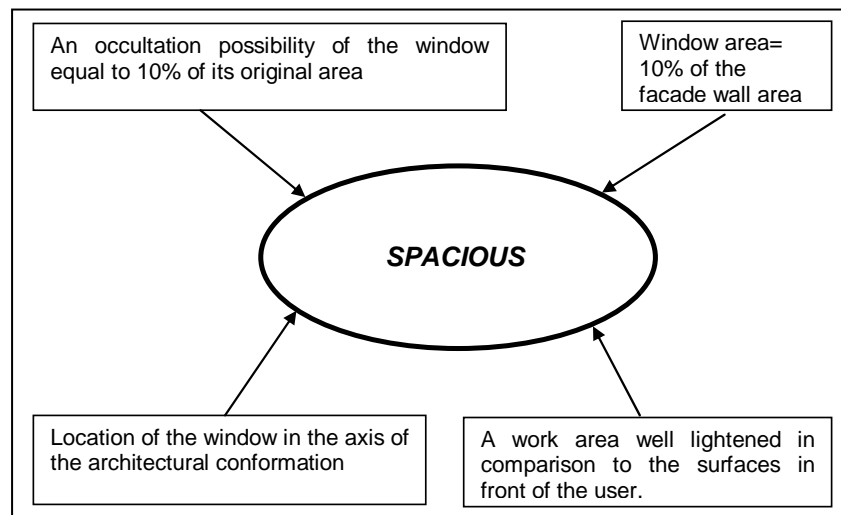 An occultation possibility of the window
equal to 10% of its original area
Window area=
10% of the
facade wall area
SPACIOUS
Location of the window in the axis of
the architectural conformation
A work area well lightened in
comparison to the surfaces in
front of the user.